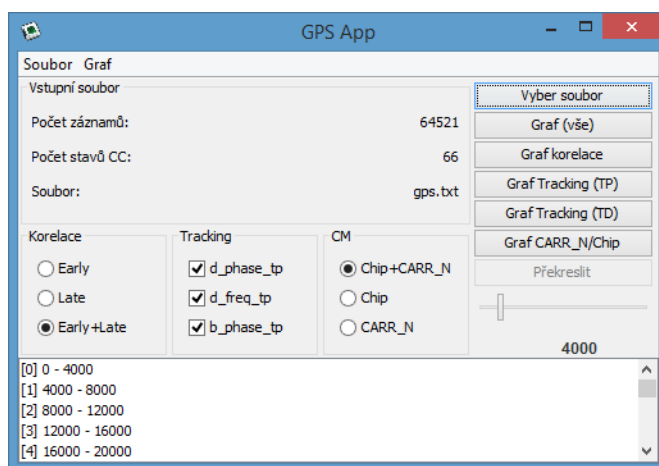 GPS App
Soubor Graf
Vstupní soubor
Počet záznamů: 64521
Počet stavů CC: 66
Soubor: gps.txt
Vyber soubor
Graf (vše)
Graf korelace
Graf Tracking (TP)
Graf Tracking (TD)
Graf CARR_N/Chip
Překreslit
4000
Korelace
Early
Late
Early+Late
Tracking
d_phase_tp
d_freq_tp
b_phase_tp
CM
Chip+CARR_N
Chip
CARR_N
[0] 0 - 4000
[1] 4000 - 8000
[2] 8000 - 12000
[3] 12000 - 16000
[4] 16000 - 20000